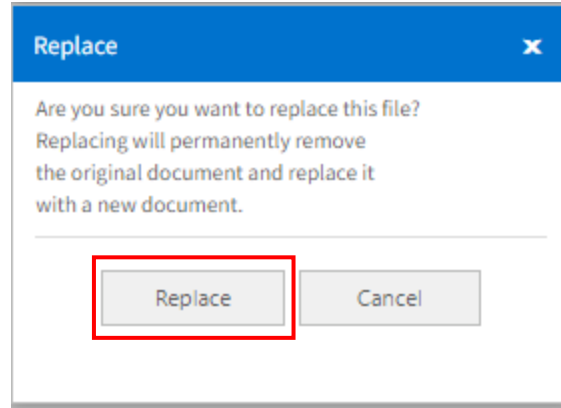 Replace x
Are you sure you want to replace this file?
Replacing will permanently remove
the original document and replace it
with a new document.
Replace Cancel